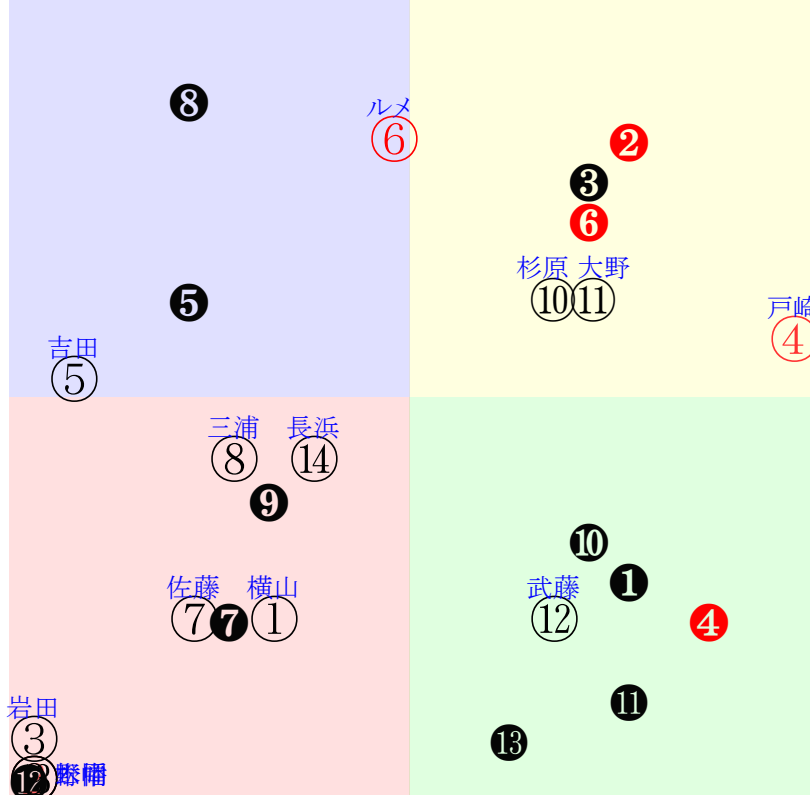 ❽
ルメ
⑥
❷
❸
❻
杉原 大野
⑩⑪
❺
戸崎
④
吉田
⑤
三浦 長浜
⑧ ⑭
❾
❿
佐藤 横山
⑦❼①
武藤
⑫
❶
❹
岩田
③
⓫
⓭
⓬